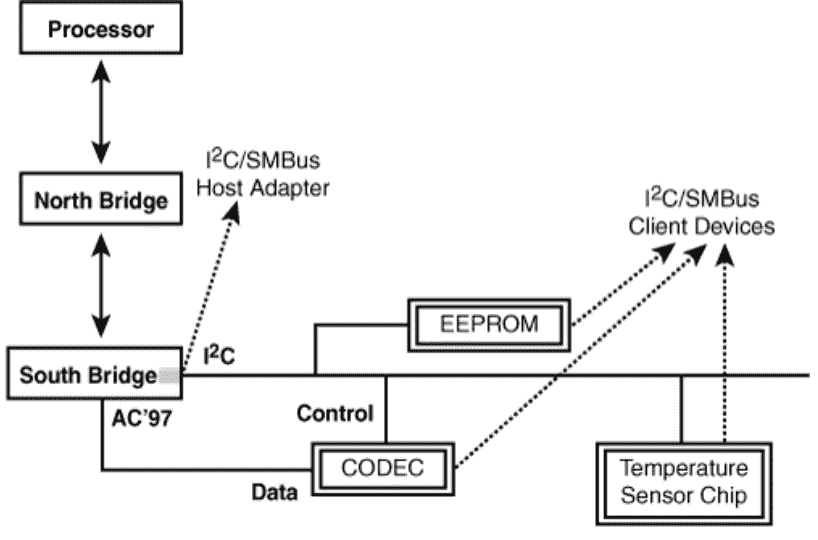 Processor
I²C/SMBus
Host Adapter
North Bridge
I²C/SMBus
Client Devices
EEPROM
I²C
South Bridge
AC'97
Control
CODEC
Temperature
Sensor Chip
Data